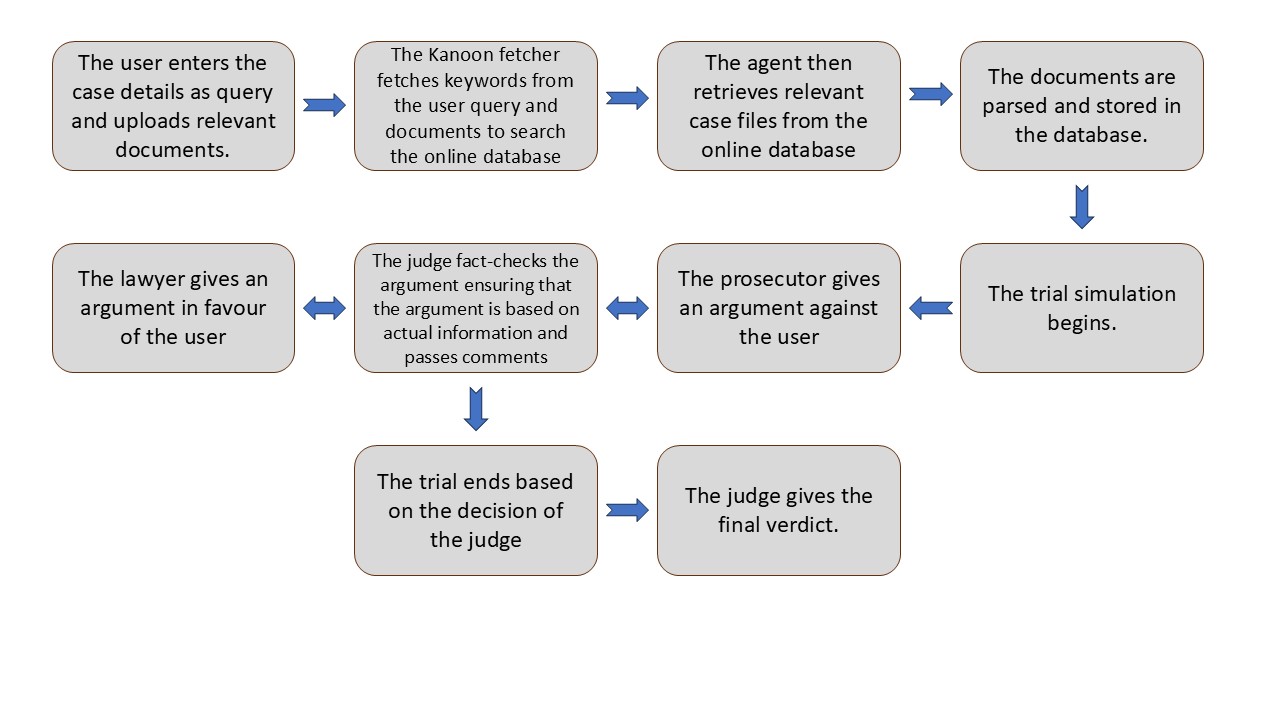 The user enters the
case details as query
and uploads relevant
documents.
The Kanoon fetcher
fetches keywords from
the user query and
documents to search
the online database
The agent then
retrieves relevant
case files from the
online database
The documents are
parsed and stored in
the database.
The lawyer gives an
argument in favour
of the user
The judge fact-checks the
argument ensuring that
the argument is based on
actual information and
passes comments
The prosecutor gives
an argument against
the user
The trial simulation
begins.
The trial ends based
on the decision of
the judge
The judge gives the
final verdict.